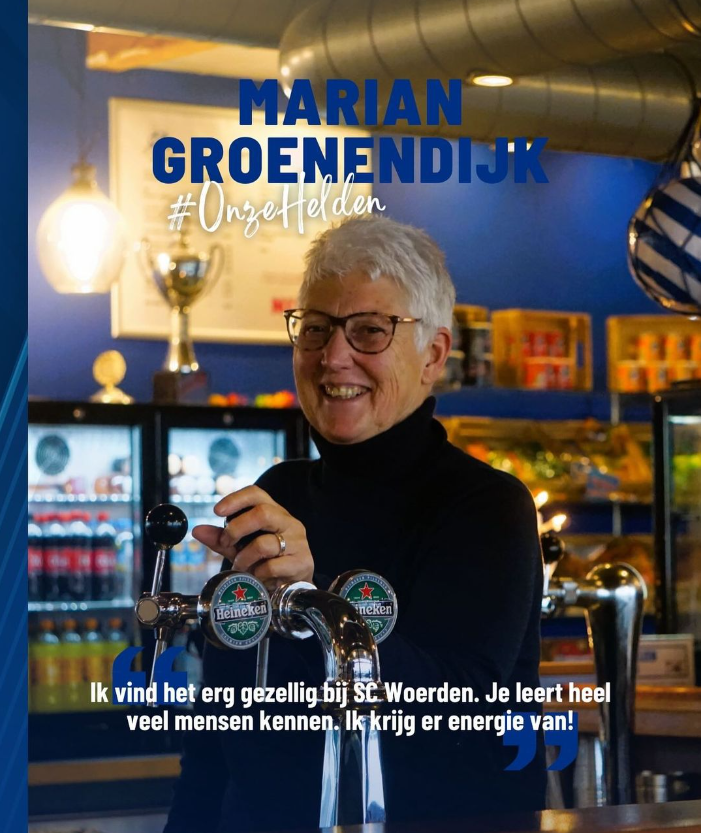 MARIAN
GROENENDIJK
#OnzeHelden
Heineken
Heineken
Ik vind het erg gezellig bij SC Woerden. Je leert heel
veel mensen kennen. Ik krijg er energie van!